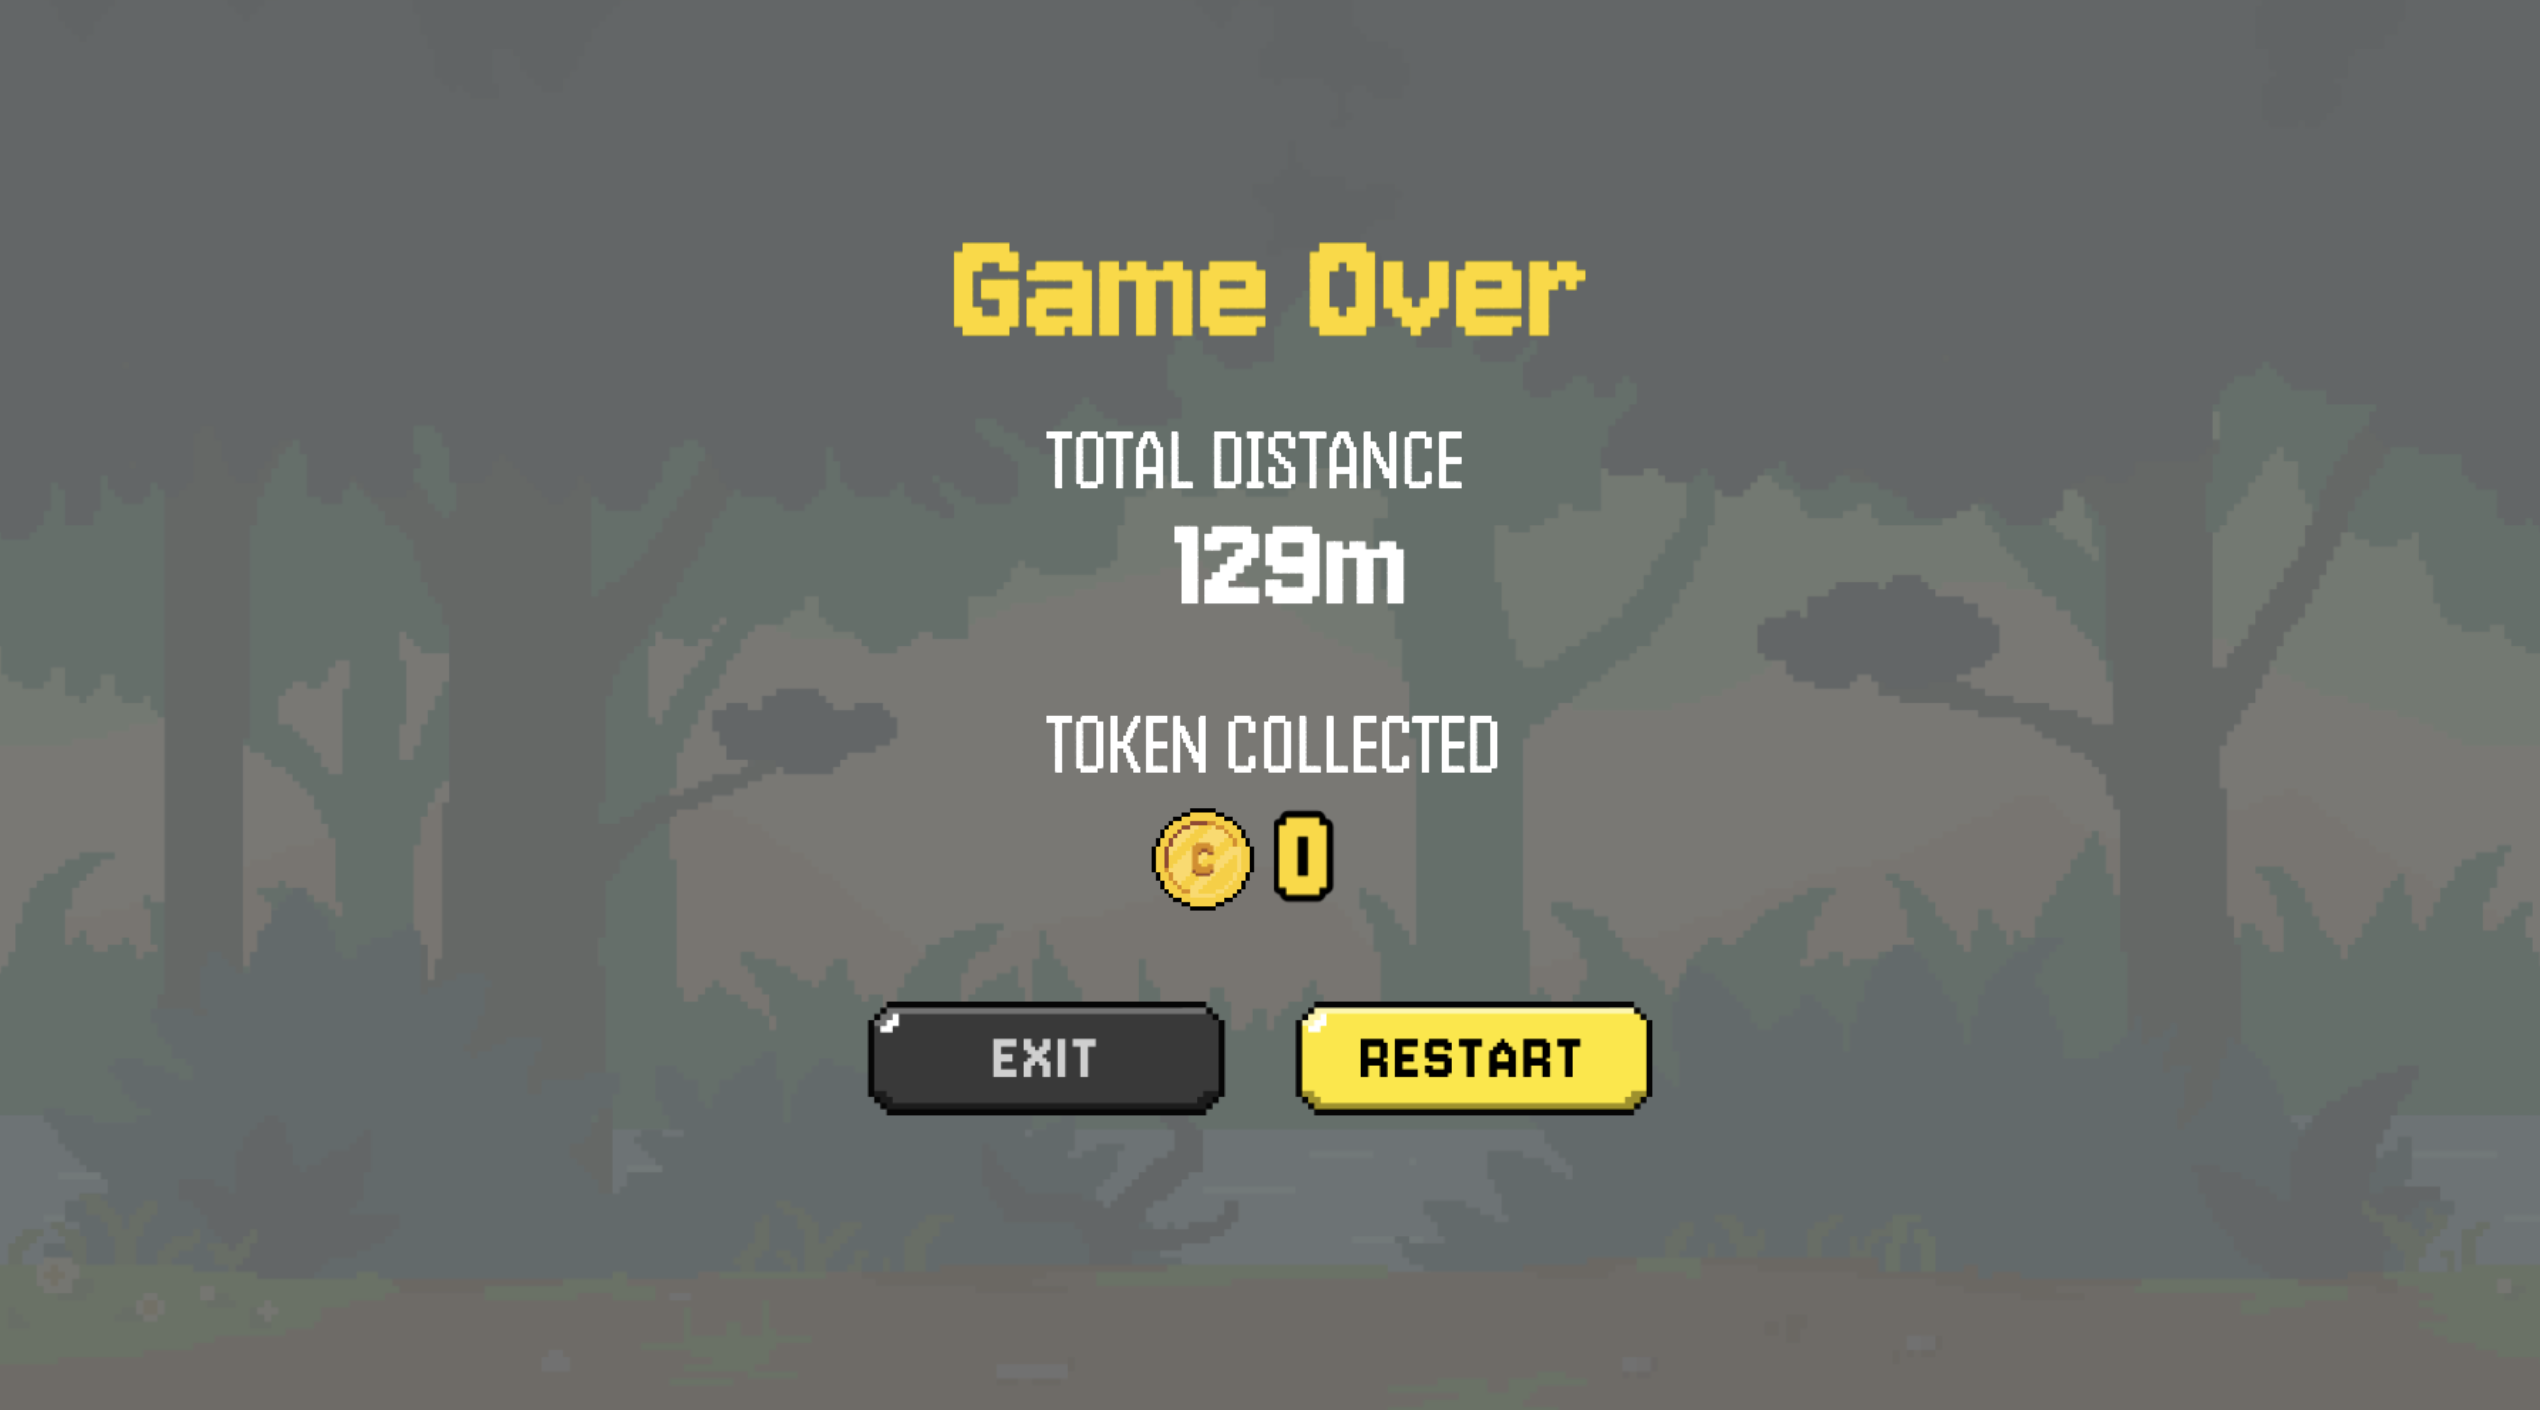 Game Over
TOTAL DISTANCE
129m
TOKEN COLLECTED
C 0
EXIT
RESTART